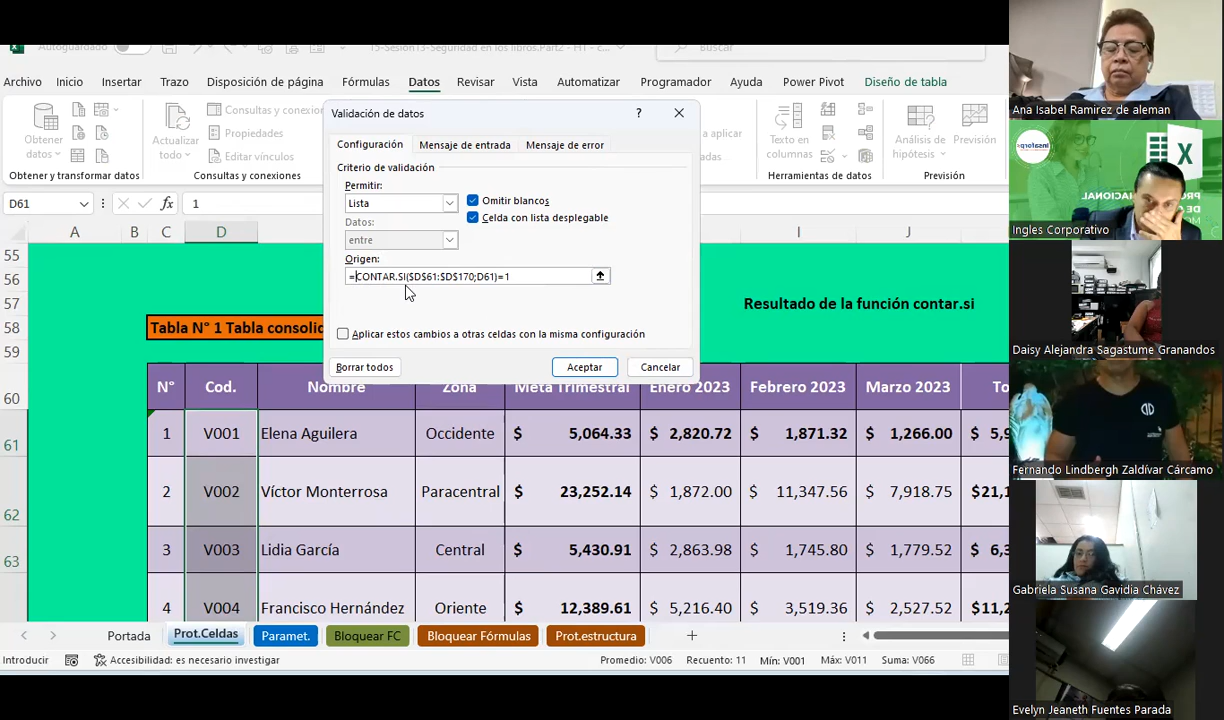 Autoguardado
15-Sesión13-Seguridad en los libros.Part2 - HT - c...
Buscar
Archivo Inicio Insertar Trazo Disposición de página Fórmulas Datos Revisar Vista Automatizar Programador Ayuda Power Pivot Diseño de tabla
Obtener datos
Actualizar todo
Consultas y conexio
Propiedades
Editar vínculos
a aplicar
avanzadas
Texto en columnas
Análisis de hipótesis
Previsión
Obtener y transformar datos
Consultas y conexiones
Herramientas de datos
Previsión
D61
fx
1
Validación de datos
?
Configuración Mensaje de entrada Mensaje de error
Criterio de validación
Permitir:
Lista
Omitir blancos
Celda con lista desplegable
Datos:
entre
Origen:
=CONTAR.SI($D$61:$D$170;D61)=1
Aplicar estos cambios a otras celdas con la misma configuración
Borrar todos Aceptar Cancelar
A B C D I J K
55
56
57 Resultado de la función contar.si
58 Tabla N° 1 Tabla consolid
59
60 N° Cod. Nombre Zona Meta Trimestral Enero 2023 Febrero 2023 Marzo 2023 To
61 1 V001 Elena Aguilera Occidente $ 5,064.33 $ 2,820.72 $ 1,871.32 $ 1,266.00 $ 5,9
62 2 V002 Víctor Monterrosa Paracentral $ 23,252.14 $ 1,872.00 $ 11,347.56 $ 7,918.75 $21,1
63 3 V003 Lidia García Central $ 5,430.91 $ 2,863.98 $ 1,745.80 $ 1,779.52 $ 6,3
4 V004 Francisco Hernández Oriente $ 12,389.61 $ 5,216.40 $ 3,519.36 $ 2,527.52 $11,2
Portada Prot.Celdas Paramet. Bloquear FC Bloquear Fórmulas Prot.estructura
Introducir
Accesibilidad: es necesario investigar
Promedio: V006 Recuento: 11 Mín: V001 Máx: V011 Suma: V066
Ana Isabel Ramirez de aleman
insaforp
X
Ingles Corporativo
Daisy Alejandra Sagastume Granandos
Fernando Lindbergh Zaldívar Cárcamo
Gabriela Susana Gavidia Chávez
Evelyn Jeaneth Fuentes Parada